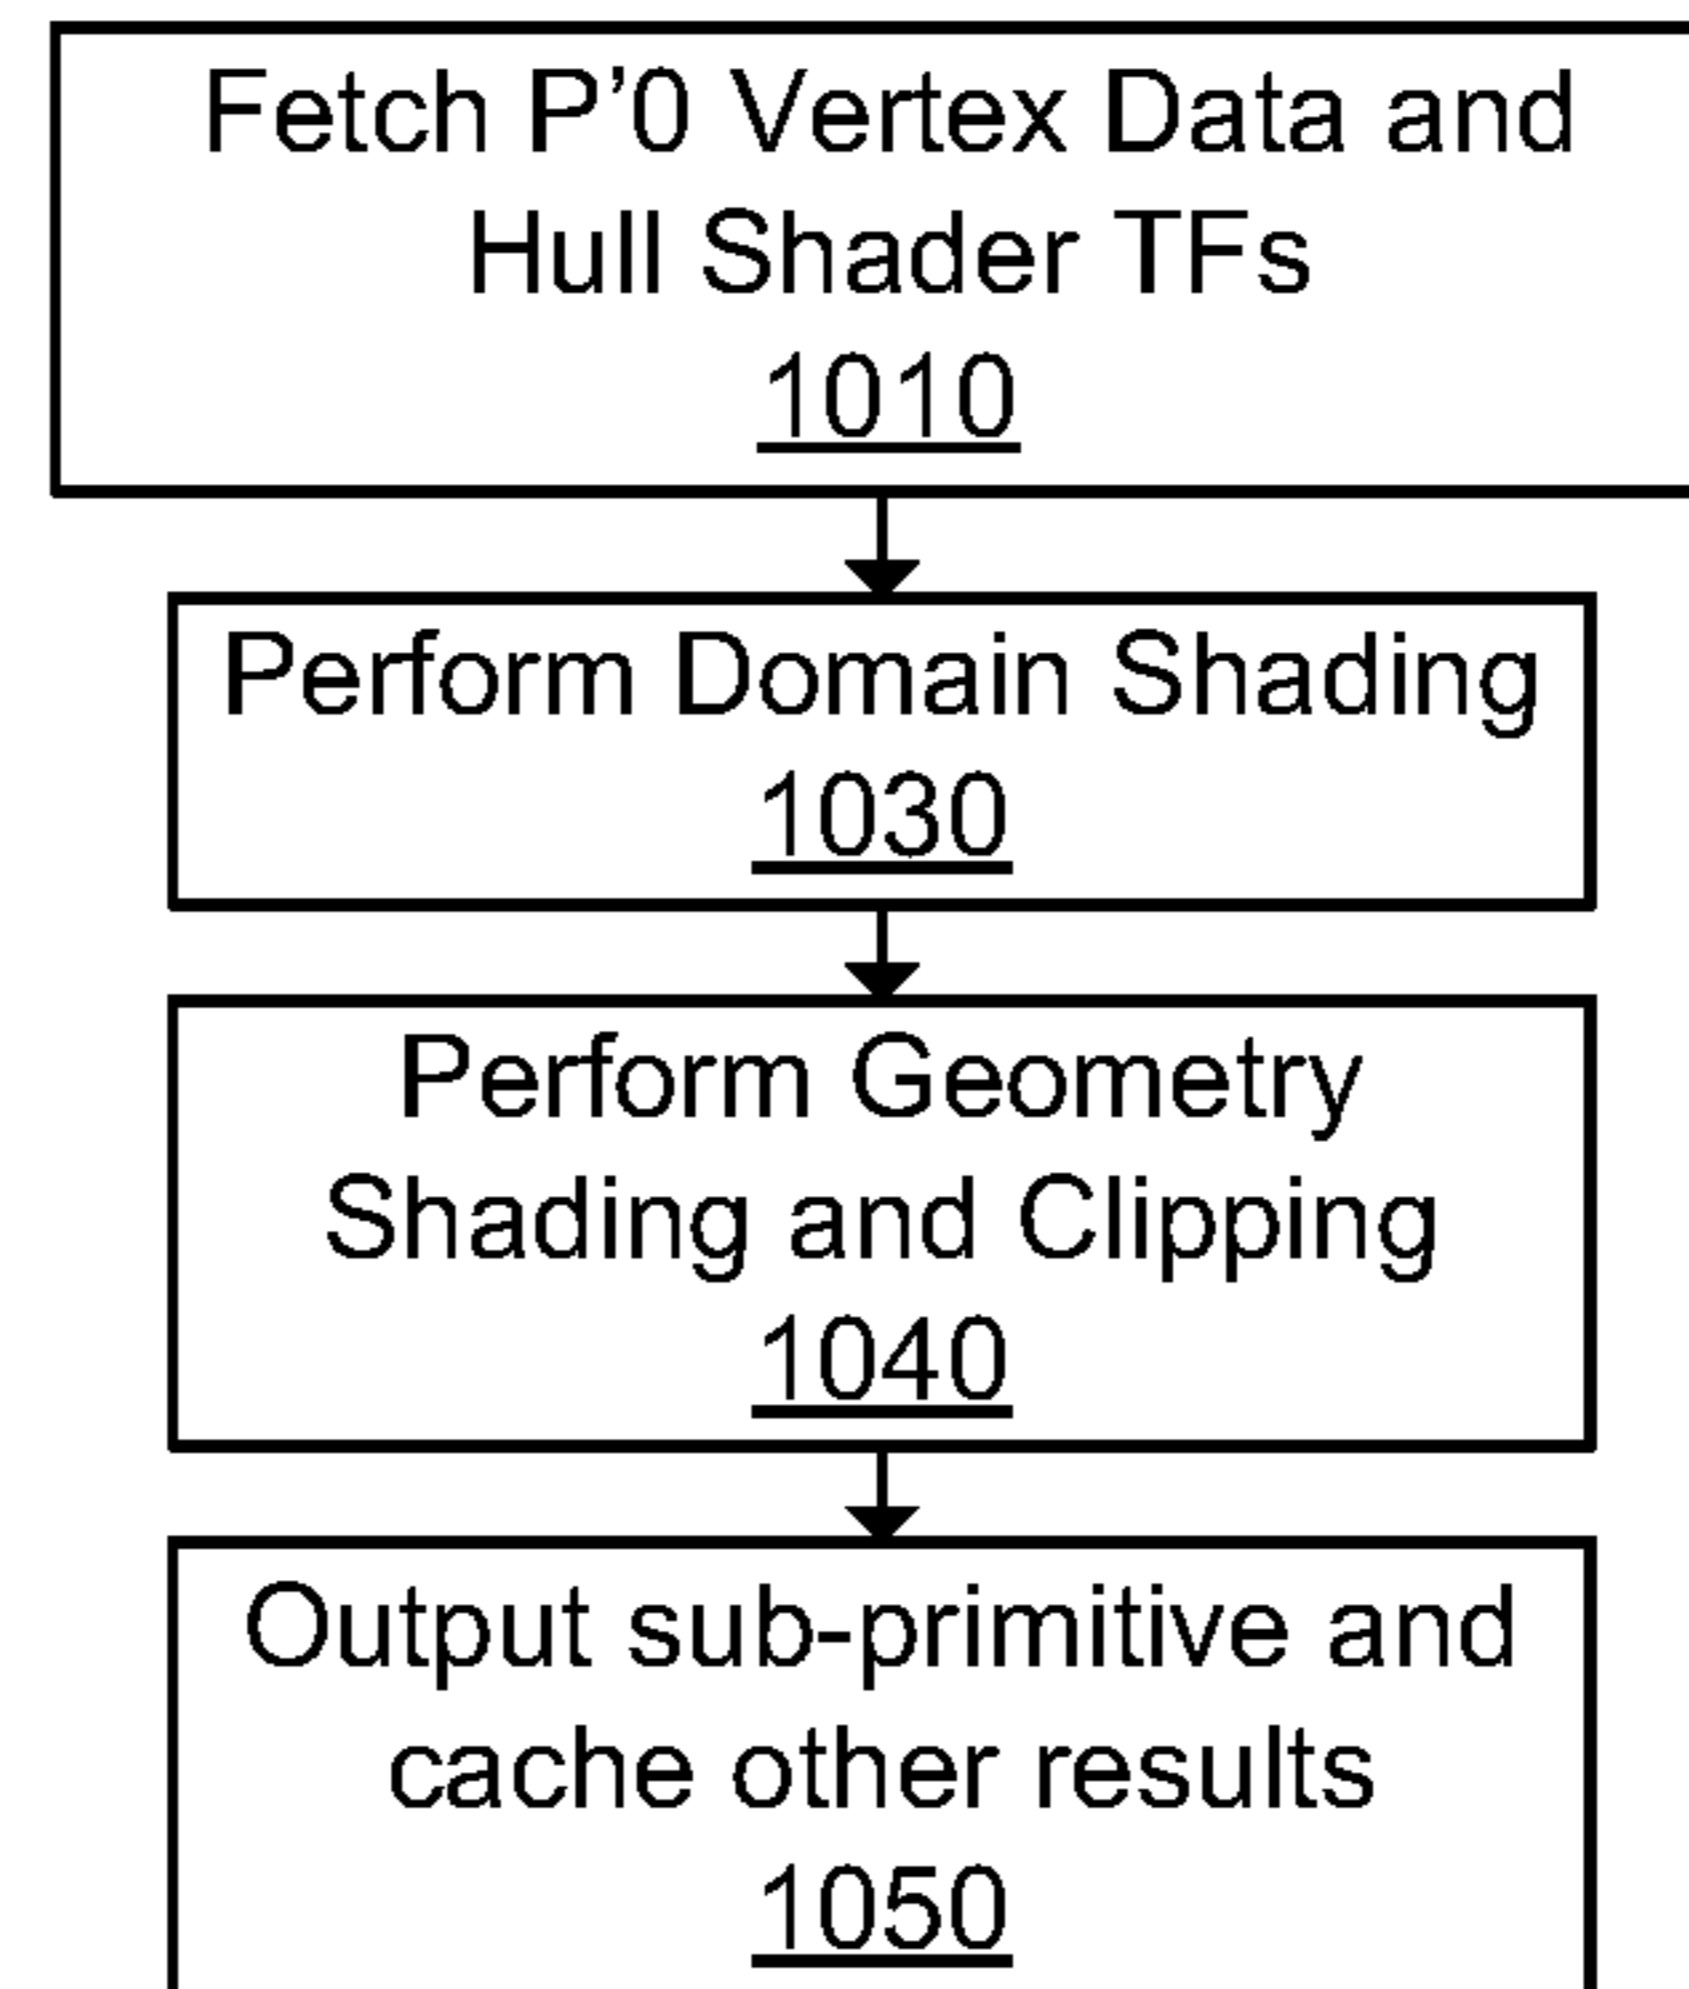 Fetch P’0 Vertex Data and
Hull Shader TFs
1010
Perform Domain Shading
1030
Perform Geometry
Shading and Clipping
1040
Output sub-primitive and
cache other results
1050